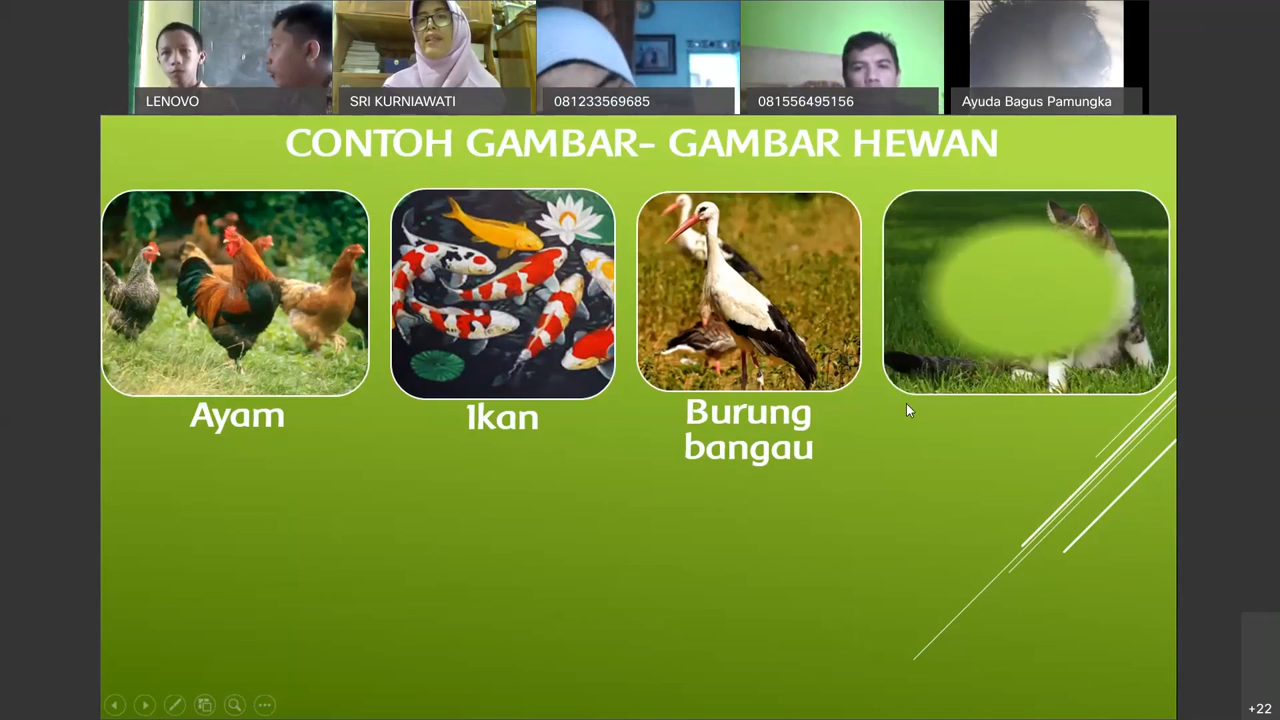 LENOVO
SRI KURNIAWATI
081233569685
081556495156
Ayuda Bagus Pamungka
CONTOH GAMBAR- GAMBAR HEWAN
Ayam
Ikan
Burung
bangau
+22